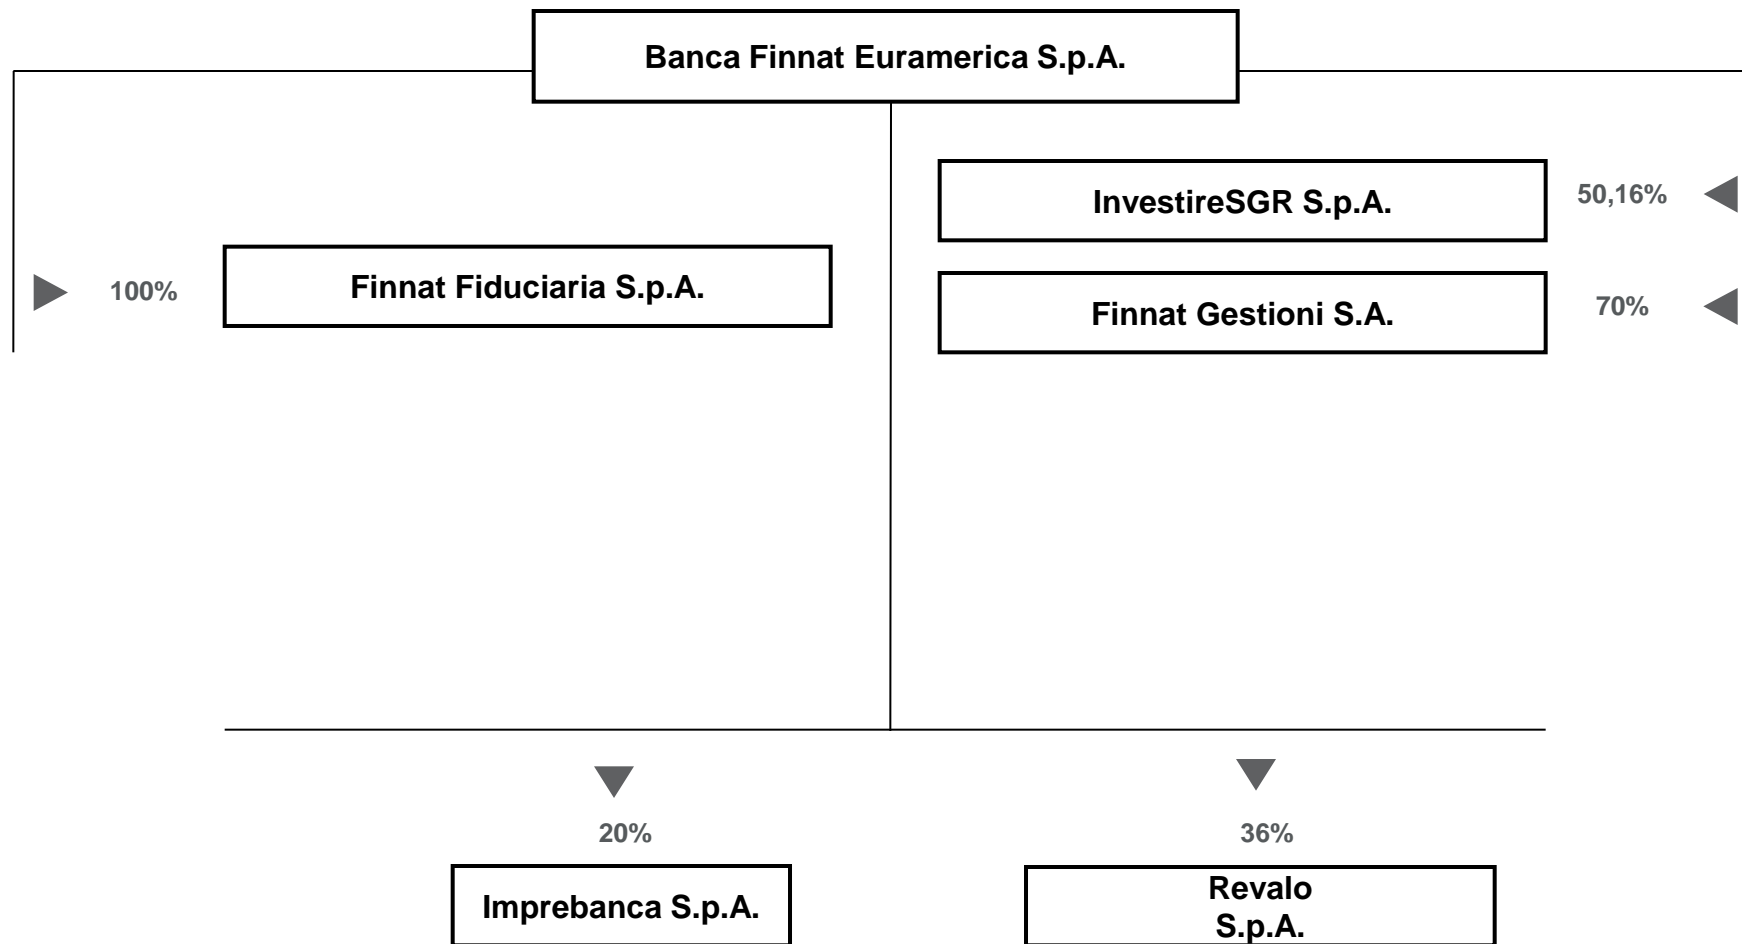 Banca Finnat Euramerica S.p.A.
InvestireSGR S.p.A.
50,16%
100%
Finnat Fiduciaria S.p.A.
Finnat Gestioni S.A.
70%
20%
36%
Imprebanca S.p.A.
Revalo
S.p.A.